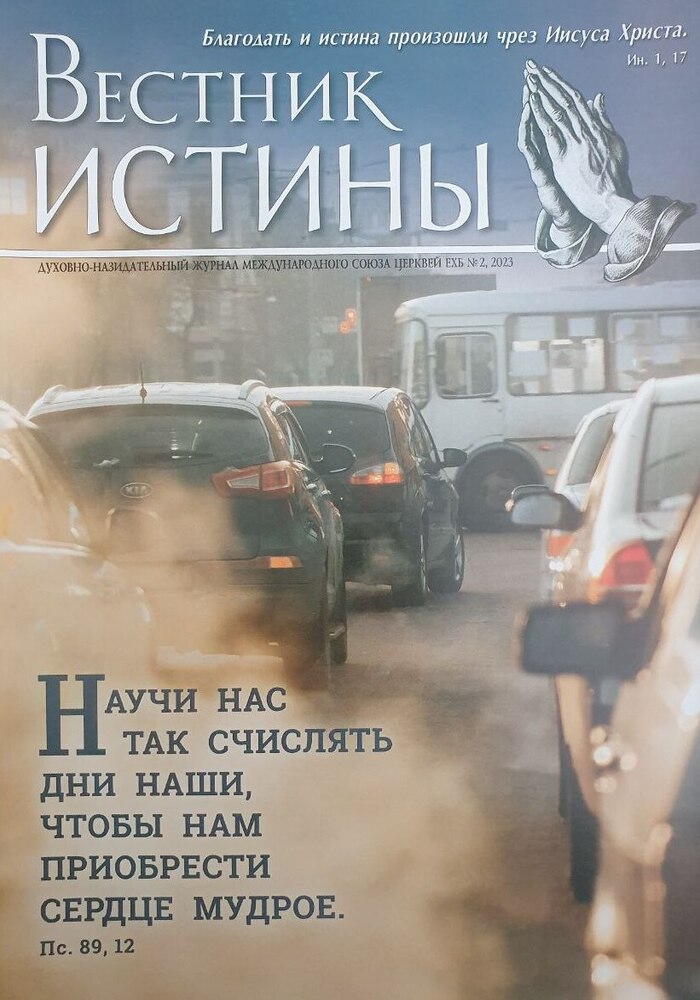 Благодать и истина произошли чрез Иисуса Христа.
Ин. 1, 17
Вестник
ИСТИНЫ
ДУХОВНО-НАЗИДАТЕЛЬНЫЙ ЖУРНАЛ МЕЖДУНАРОДНОГО СОЮЗА ЦЕРКВЕЙ ЕХБ № 2, 2023
KIA
Научи нас
так счислять
дни наши,
чтобы нам
приобрести
сердце мудрое.
Пс. 89, 12